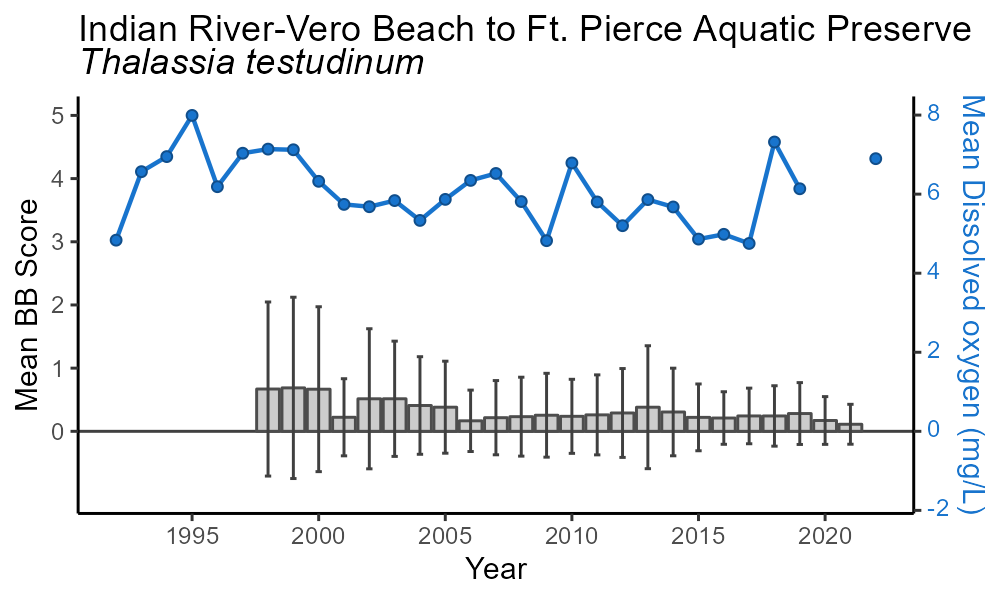 Indian River-Vero Beach to Ft. Pierce Aquatic Preserve
Thalassia testudinum
Mean BB Score
5
4
3
2
1
0
8
6
4
2
0
-2
Mean Dissolved oxygen (mg/L)
1995 2000 2005 2010 2015 2020
Year